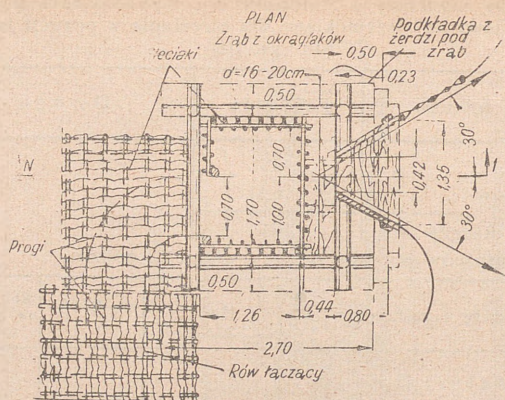 PLAN
Zrąb z okrąglaków
Podkładka z
żerdzi pod
zrąb
leciaki
0,50
d=16-20cm
0,23
0,50
30°
N
0,70
0,42
1,35
1
0,70
1,70
1,00
30°
Progi
0,50
0,44
1,26
0,80
2,70
Rów łączący